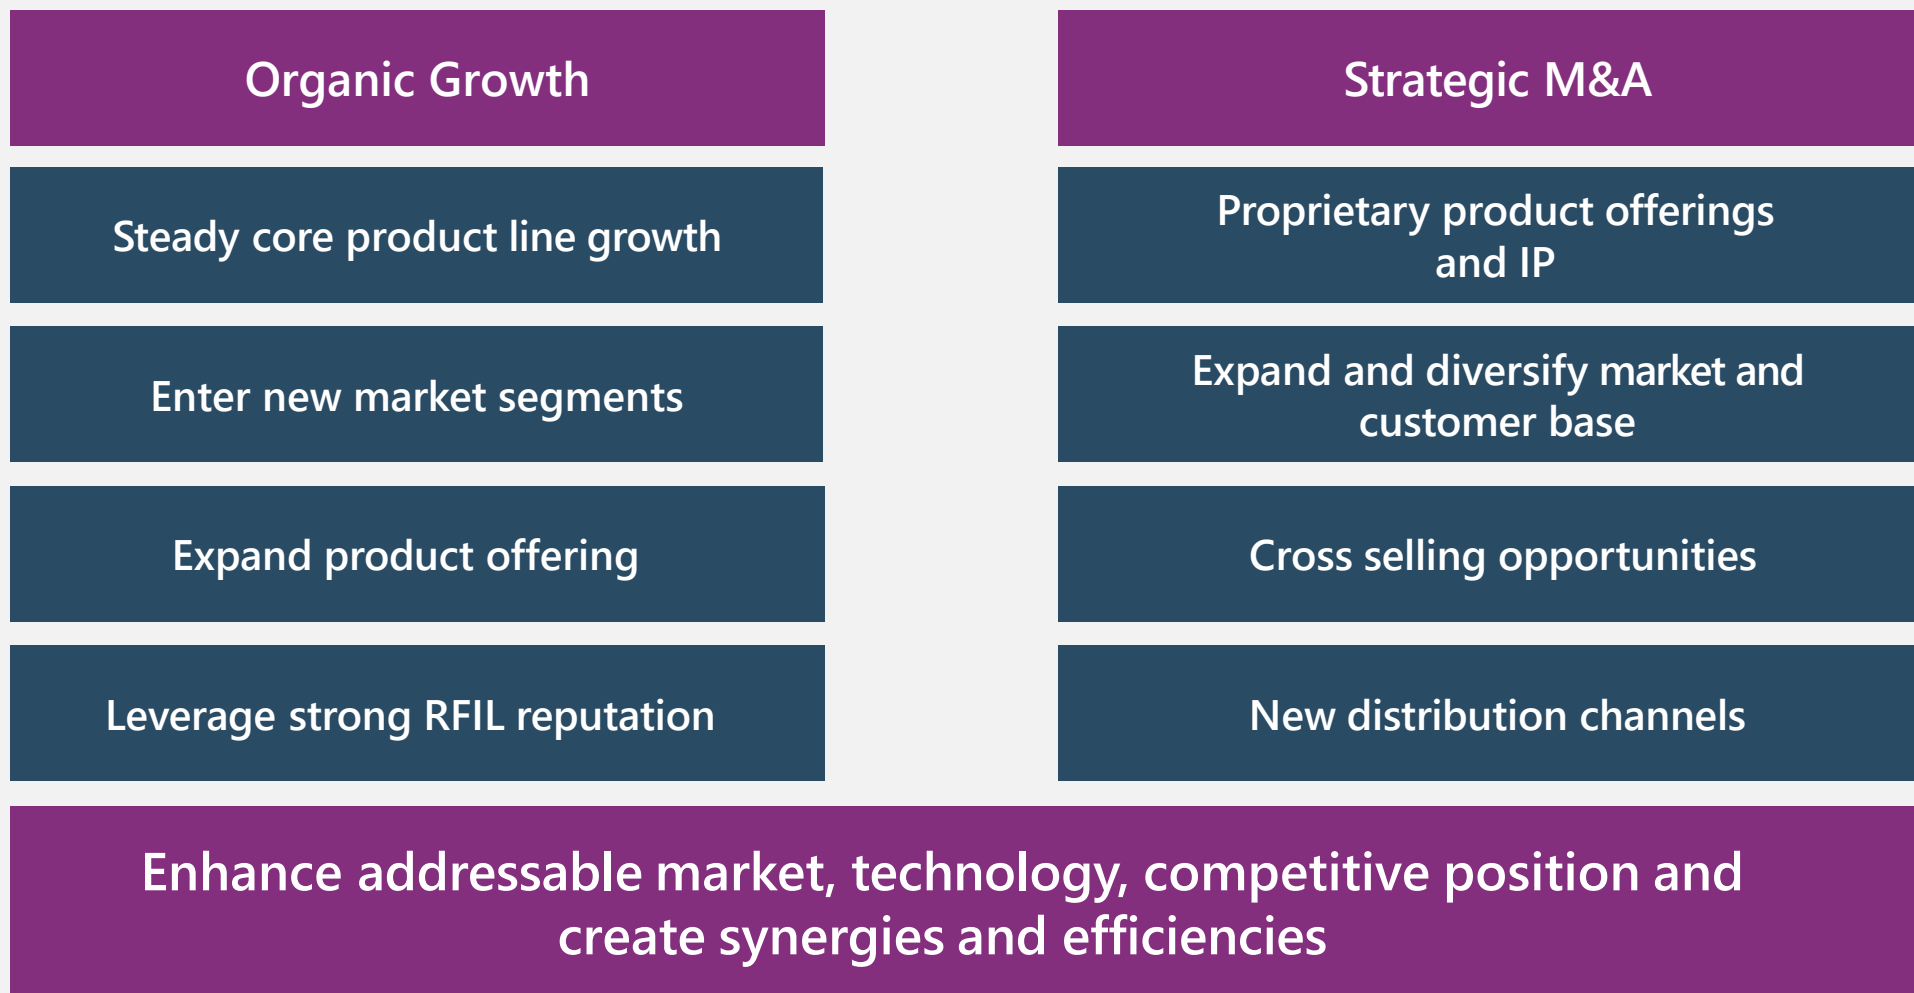 Organic Growth
Steady core product line growth
Enter new market segments
Expand product offering
Leverage strong RFIL reputation
Strategic M&A
Proprietary product offerings
and IP
Expand and diversify market and
customer base
Cross selling opportunities
New distribution channels
Enhance addressable market, technology, competitive position and
create synergies and efficiencies